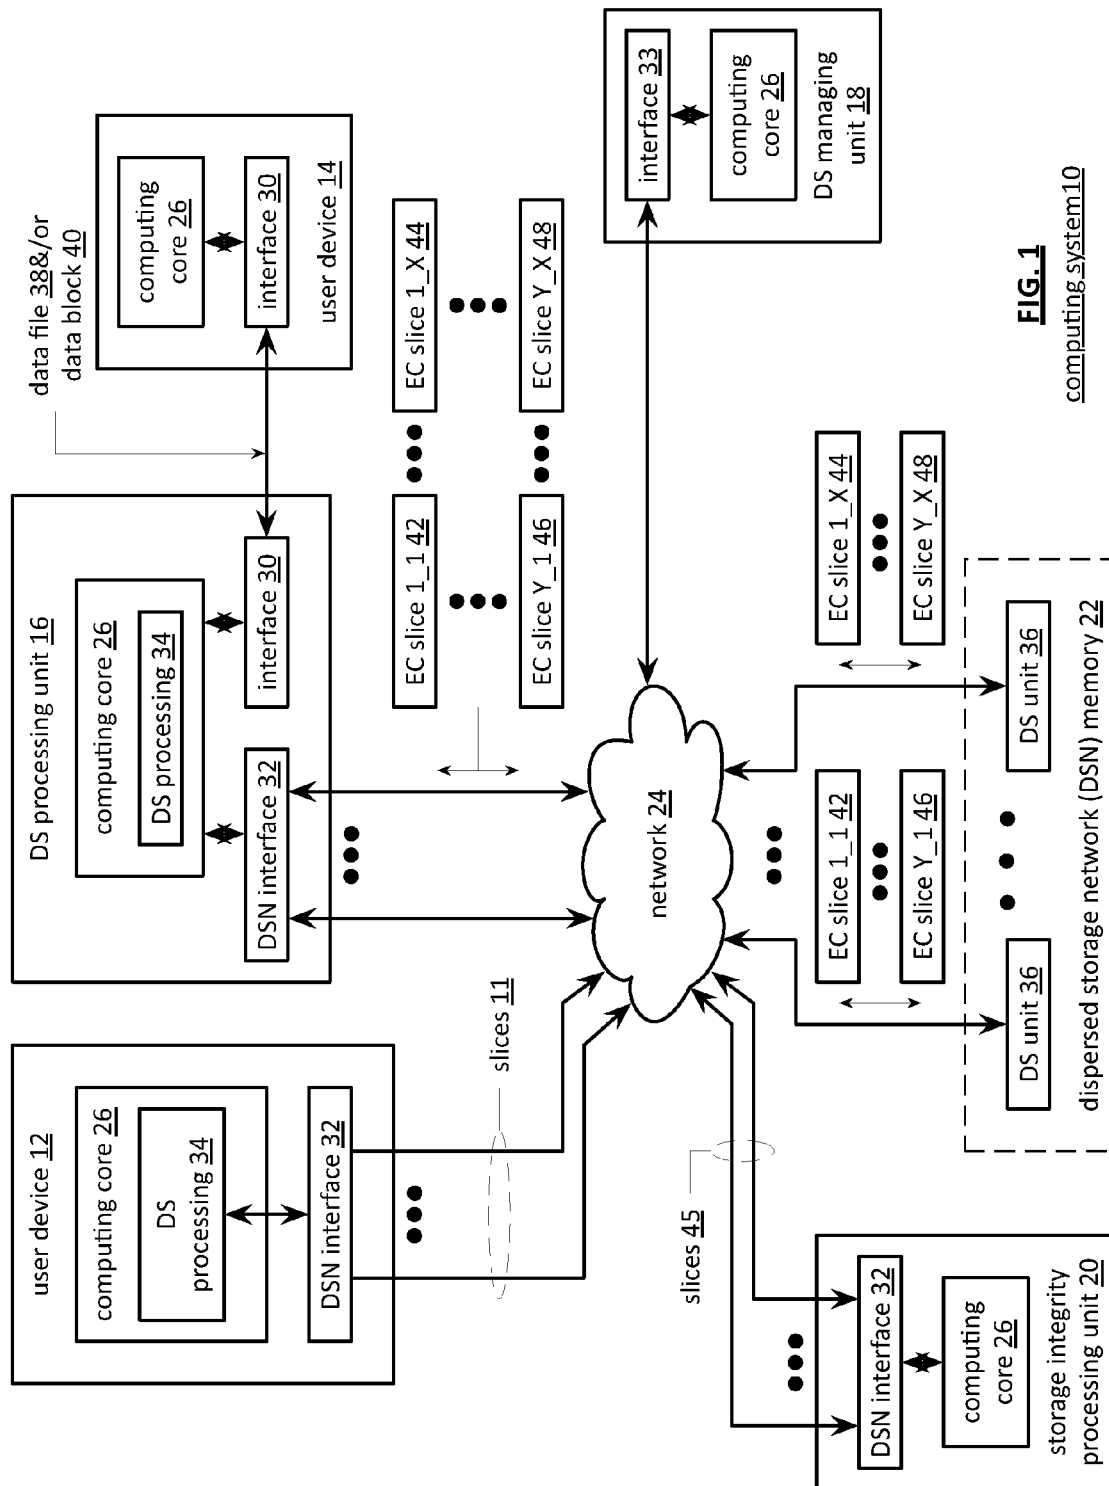 user device 12
computing core 26
DS
processing 34
DSN interface 32
slices 11
DS processing unit 16
computing core 26
DS processing 34
DSN interface 32
interface 30
data file 38&/or
data block 40
computing
core 26
interface 30
user device 14
EC slice 1_1 42
EC slice 1_X 44
EC slice Y_1 46
EC slice Y_X 48
network 24
interface 33
computing
core 26
DS managing
unit 18
slices 45
DSN interface 32
computing
core 26
storage integrity
processing unit 20
EC slice 1_1 42
EC slice Y_1 46
EC slice 1_X 44
EC slice Y_X 48
DS unit 36
DS unit 36
dispersed storage network (DSN) memory 22
FIG. 1
computing system10